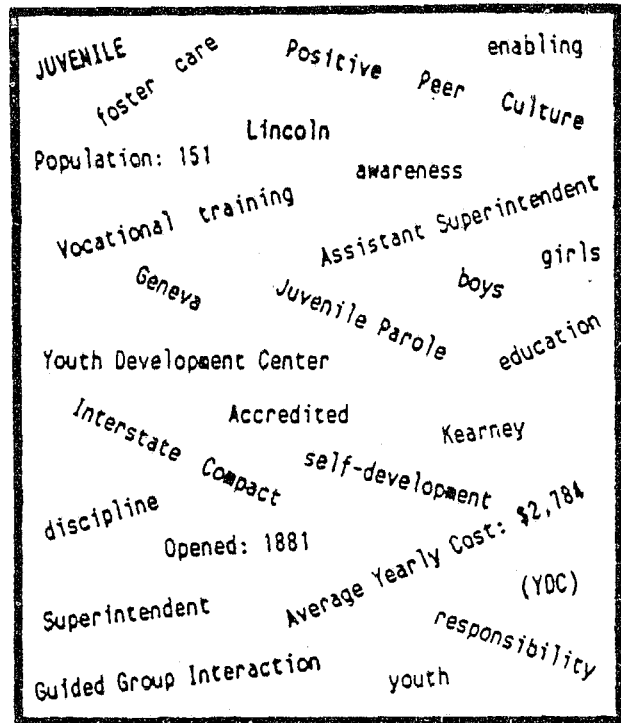 JUVENILE
foster care
Positive Peer Culture
enabling
Lincoln
Population: 151
awareness
Vocational training
Assistant Superintendent
Geneva
Juvenile Parole
boys
girls
Youth Development Center
education
Interstate Compact
Accredited
Kearney
self-development
discipline
Opened: 1881
Average Yearly Cost: $2,784
(YDC)
Superintendent
responsibility
Guided Group Interaction
youth